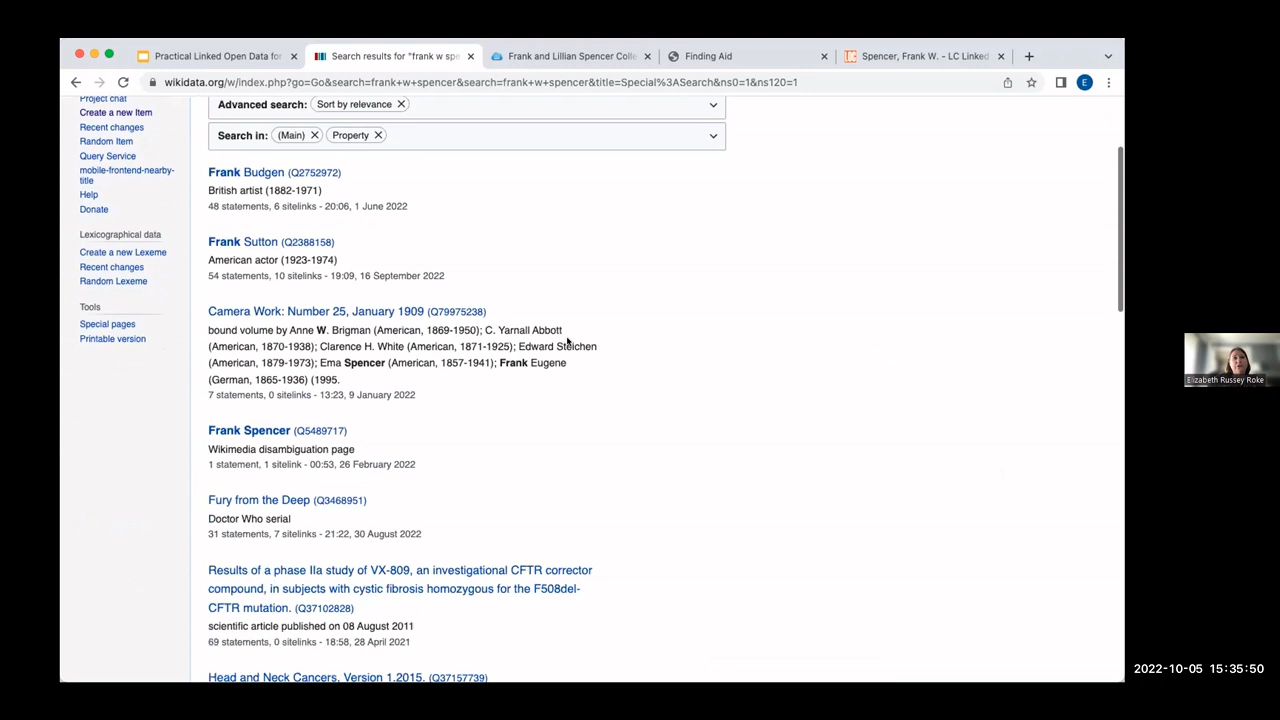 Practical Linked Open Data for
Search results for "frank w spe
Frank and Lillian Spencer Colle
Finding Aid
Spencer, Frank W. - LC Linked
wikidata.org/w/index.php?go=Go&search=frank+w+spencer&search=frank+w+spencer&title=Special%3ASearch&ns0=1&ns120=1
E
Project chat
Create a new Item
Recent changes
Random Item
Query Service
mobile-frontend-nearby-
title
Help
Donate
Lexicographical data
Create a new Lexeme
Recent changes
Random Lexeme
Tools
Special pages
Printable version
Advanced search: Sort by relevance
Search in: (Main) Property
Frank Budgen (Q2752972)
British artist (1882-1971)
48 statements, 6 sitelinks - 20:06, 1 June 2022
Frank Sutton (Q2388158)
American actor (1923-1974)
54 statements, 10 sitelinks - 19:09, 16 September 2022
Camera Work: Number 25, January 1909 (Q79975238)
bound volume by Anne W. Brigman (American, 1869-1950); C. Yarnall Abbott
(American, 1870-1938); Clarence H. White (American, 1871-1925); Edward Steichen
(American, 1879-1973); Ema Spencer (American, 1857-1941); Frank Eugene
(German, 1865-1936) (1995.
7 statements, 0 sitelinks - 13:23, 9 January 2022
Frank Spencer (Q5489717)
Wikimedia disambiguation page
1 statement, 1 sitelink - 00:53, 26 February 2022
Fury from the Deep (Q3468951)
Doctor Who serial
31 statements, 7 sitelinks - 21:22, 30 August 2022
Results of a phase IIa study of VX-809, an investigational CFTR corrector
compound, in subjects with cystic fibrosis homozygous for the F508del-
CFTR mutation. (Q37102828)
scientific article published on 08 August 2011
69 statements, 0 sitelinks - 18:58, 28 April 2021
Head and Neck Cancers, Version 1.2015. (Q37157739)
Elizabeth Russey Roke
2022-10-05 15:35:50